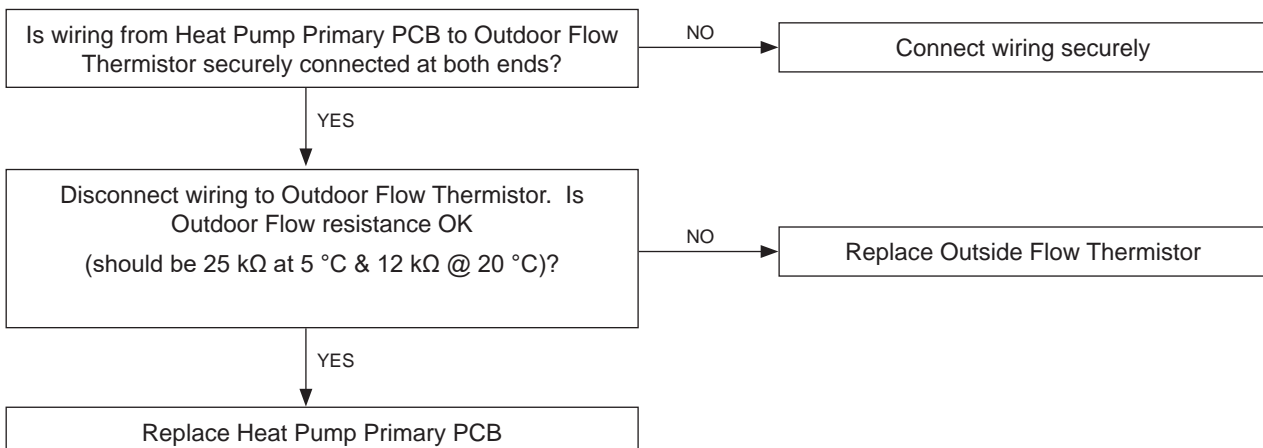 Is wiring from Heat Pump Primary PCB to Outdoor Flow
Thermistor securely connected at both ends?
NO
Connect wiring securely
YES
Disconnect wiring to Outdoor Flow Thermistor.  Is
Outdoor Flow resistance OK
(should be 25 kΩ at 5 °C & 12 kΩ @ 20 °C)?
NO
Replace Outside Flow Thermistor
YES
Replace Heat Pump Primary PCB